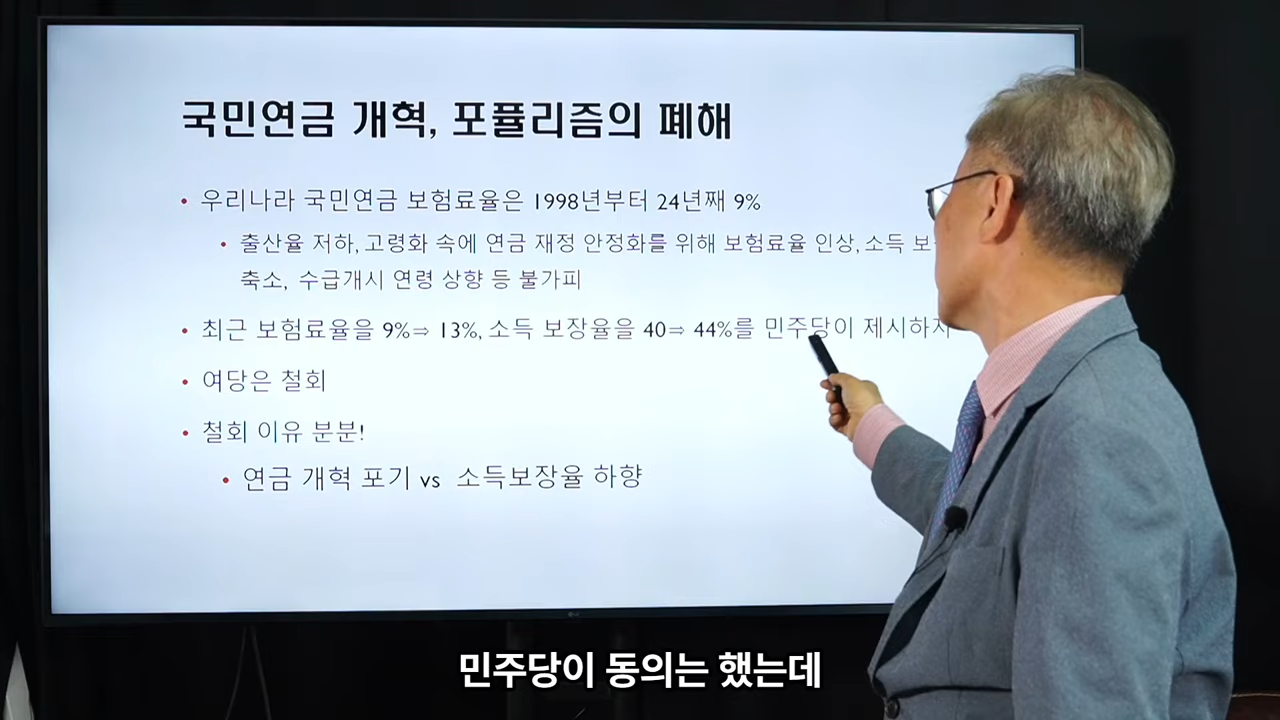 국민연금 개혁, 포퓰리즘의 폐해
• 우리나라 국민연금 보험료율은 1998년부터 24년째 9%
• 출산율 저하, 고령화 속에 연금 재정 안정화를 위해 보험료율 인상, 소득
축소, 수급개시 연령 상향 등 불가피
• 최근 보험료율을 9%⇒ 13%, 소득 보장율을 40⇒ 44%를 민주당이 제시하자
• 여당은 철회
• 철회 이유 분분!
• 연금 개혁 포기 vs 소득보장율 하향
LG
민주당이 동의는 했는데